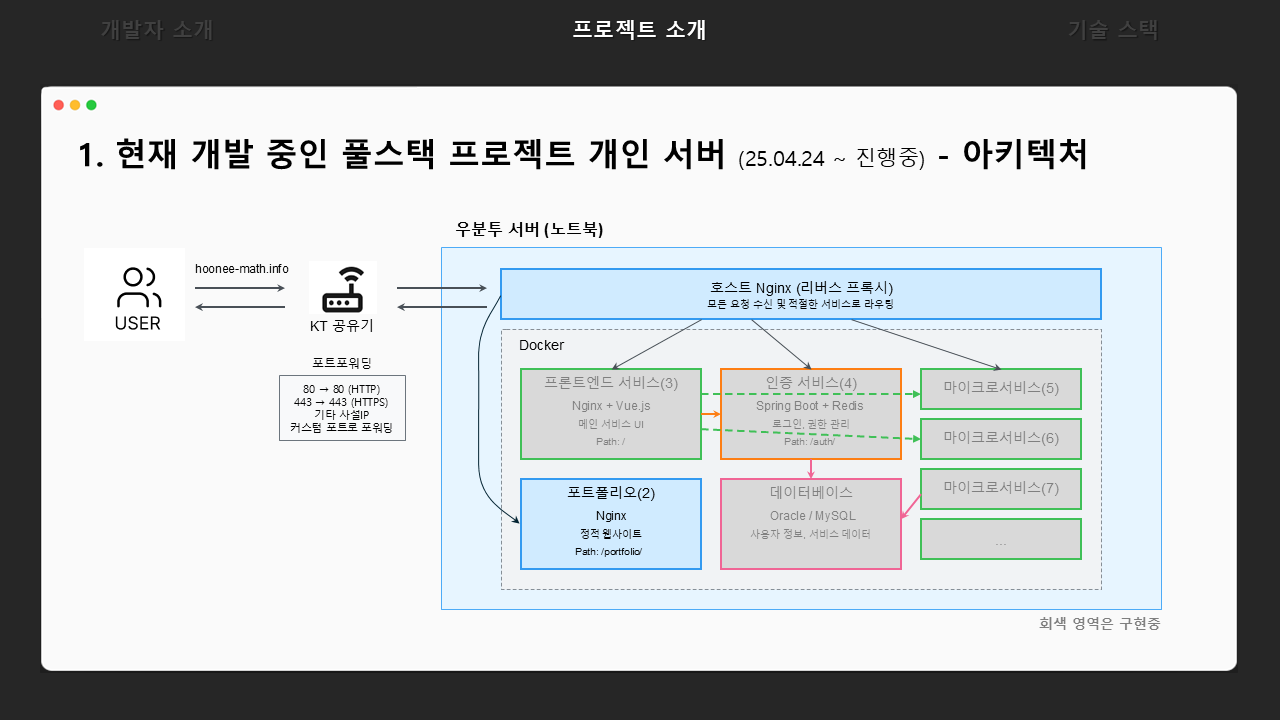 개발자 소개
프로젝트 소개
기술 스택
1. 현재 개발 중인 풀스택 프로젝트 개인 서버 (25.04.24 ~ 진행중) - 아키텍처
우분투 서버 (노트북)
hoonee-math.info
USER
KT 공유기
포트포워딩
80 → 80 (HTTP)
443 → 443 (HTTPS)
기타 사설IP
커스텀 포트로 포워딩
호스트 Nginx (리버스 프록시)
모든 요청 수신 및 적절한 서비스로 라우팅
Docker
프론트엔드 서비스(3)
Nginx + Vue.js
메인 서비스 UI
Path: /
인증 서비스(4)
Spring Boot + Redis
로그인, 권한 관리
Path: /auth/
마이크로서비스(5)
마이크로서비스(6)
마이크로서비스(7)
...
포트폴리오(2)
Nginx
정적 웹사이트
Path: /portfolio/
데이터베이스
Oracle / MySQL
사용자 정보, 서비스 데이터
회색 영역은 구현중